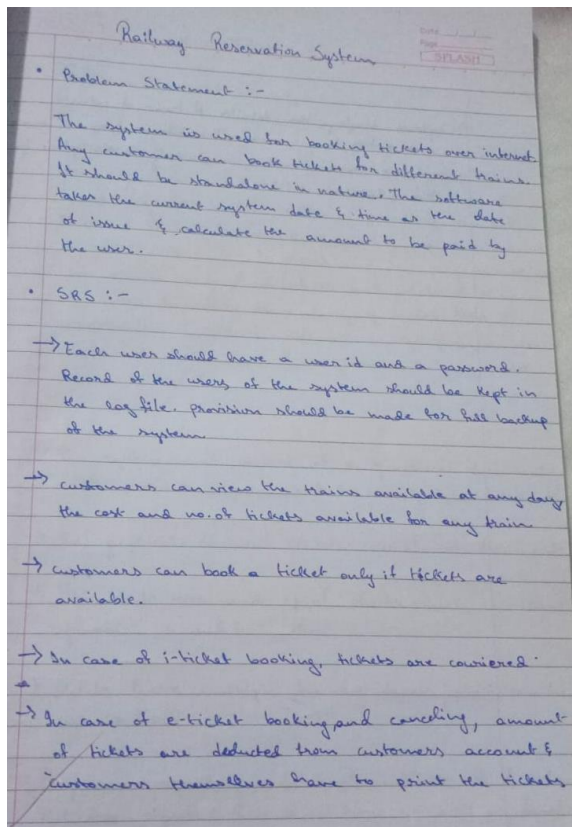 Date
Page
SPLASH
Railway Reservation System
• Problem Statement :-
The system is used for booking tickets over internet.
Any customer can book tickets for different trains.
It should be standalone in nature. The software
takes the current system date & time as the date
of issue & calculate the amount to be paid by
the user.
• SRS :-
→ Each user should have a user id and a password.
Record of the users of the system should be kept in
the log file. provision should be made for full backup
of the system
→ customers can view the trains available at any day,
the cost and no. of tickets available for any train
→ customers can book a ticket only if tickets are
available.
→ In case of i-ticket booking, tickets are couriered.
→ In case of e-ticket booking and canceling, amount
of tickets are deducted from customers account &
customers themselves have to print the tickets